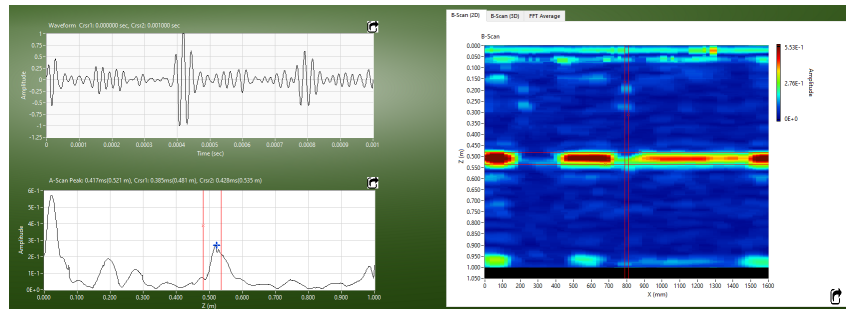 Waveform Crsr1: 0.000000 sec, Crsr2: 0.001000 sec
1
0.75
0.5
0.25
0
-0.25
-0.5
-0.75
-1
-1.25
Amplitude
0 0.0001 0.0002 0.0003 0.0004 0.0005 0.0006 0.0007 0.0008 0.0009 0.001
Time (sec)
A-Scan Peak: 0.417ms(0.521 m), Crsr1: 0.385ms(0.481 m), Crsr2: 0.428ms(0.535 m)
6E-1
5E-1
4E-1
3E-1
2E-1
1E-1
0E+0
Amplitude
0.000 0.100 0.200 0.300 0.400 0.500 0.600 0.700 0.800 0.900 1.000
Z (m)
B-Scan (2D) B-Scan (3D) FFT Average
B-Scan
0.000
0.050
0.100
0.150
0.200
0.250
0.300
0.350
0.400
0.450
0.500
0.550
0.600
0.650
0.700
0.750
0.800
0.850
0.900
0.950
1.000
1.050
Z (m)
0 100 200 300 400 500 600 700 800 900 1000 1100 1200 1300 1400 1500 1600
X (mm)
5.53E-1
2.76E-1
0E+0
Amplitude